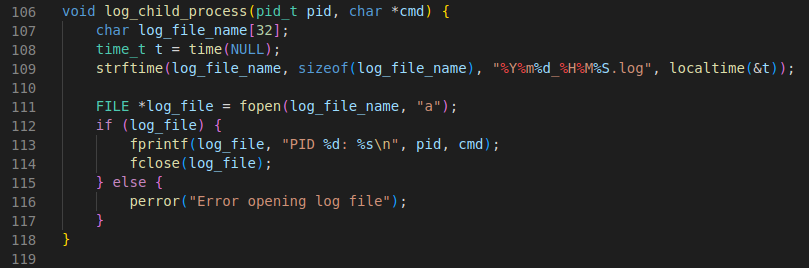 106 void log_child_process(pid_t pid, char *cmd) {
107     char log_file_name[32];
108     time_t t = time(NULL);
109     strftime(log_file_name, sizeof(log_file_name), "%Y%m%d_%H%M%S.log", localtime(&t));
110
111     FILE *log_file = fopen(log_file_name, "a");
112     if (log_file) {
113         fprintf(log_file, "PID %d: %s\n", pid, cmd);
114         fclose(log_file);
115     } else {
116         perror("Error opening log file");
117     }
118 }
119